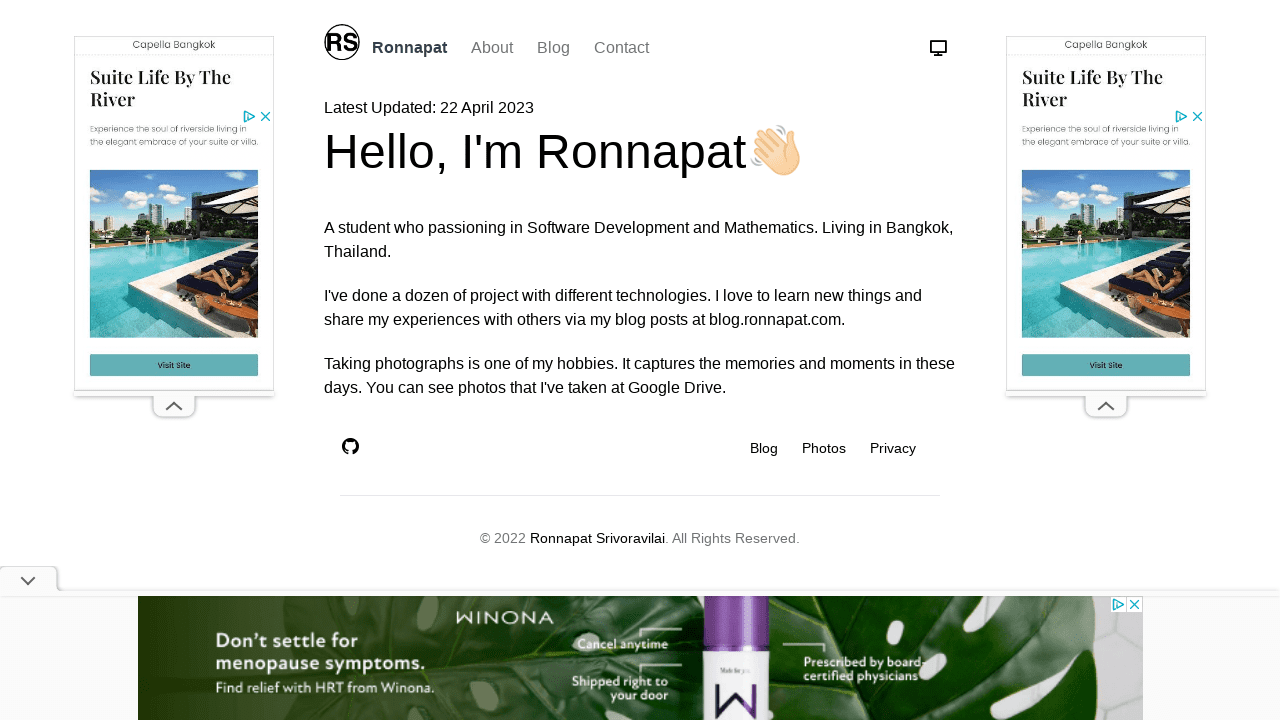 RS
Ronnapat
About
Blog
Contact
Latest Updated: 22 April 2023
Hello, I'm Ronnapat👋🏻
A student who passioning in Software Development and Mathematics. Living in Bangkok,
Thailand.
I've done a dozen of project with different technologies. I love to learn new things and
share my experiences with others via my blog posts at blog.ronnapat.com.
Taking photographs is one of my hobbies. It captures the memories and moments in these
days. You can see photos that I've taken at Google Drive.
Blog
Photos
Privacy
© 2022 Ronnapat Srivoravilai. All Rights Reserved.
Capella Bangkok
Suite Life By The
River
Experience the soul of riverside living in
the elegant embrace of your suite or villa.
Visit Site
Capella Bangkok
Suite Life By The
River
Experience the soul of riverside living in
the elegant embrace of your suite or villa.
Visit Site
WINONA
Don't settle for
menopause symptoms.
Find relief with HRT from Winona.
Cancel anytime
Shipped right to
your door
Made for you.
W
Prescribed by board-
certified physicians